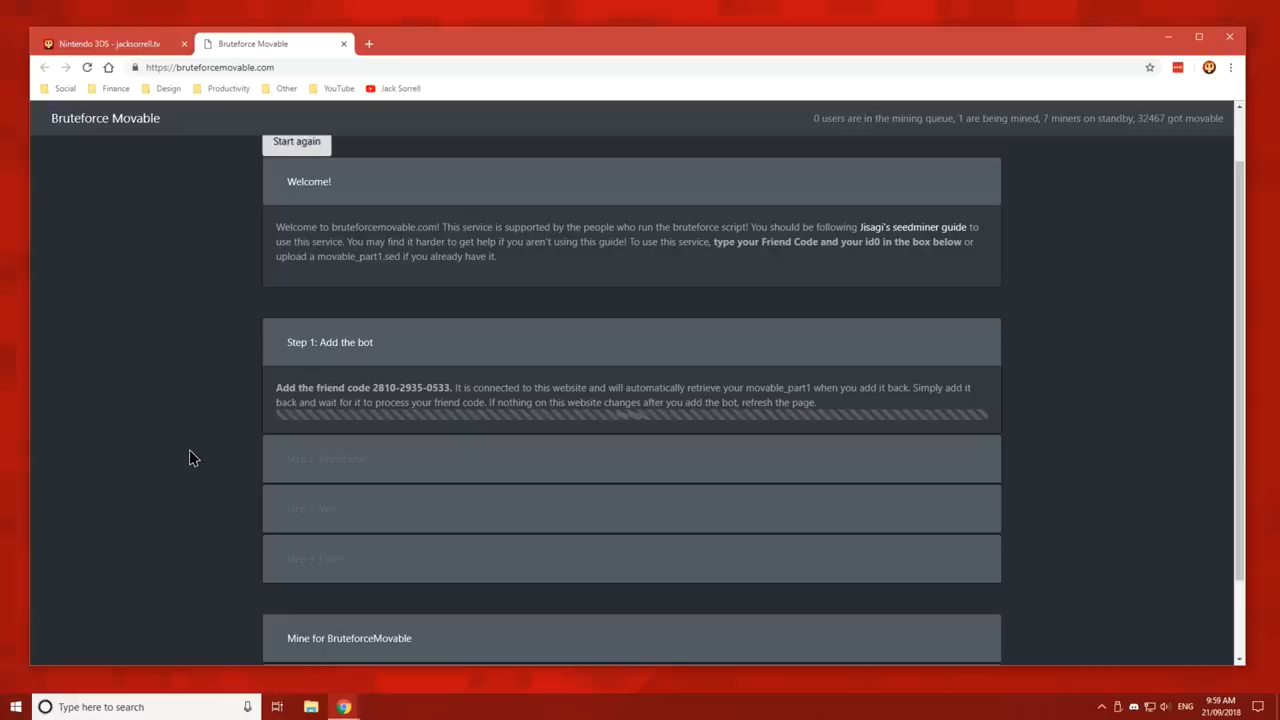 Nintendo 3DS - jacksorrell.tv
Bruteforce Movable
https://bruteforcemovable.com
Social
Finance
Design
Productivity
Other
YouTube
Jack Sorrell
Bruteforce Movable
0 users are in the mining queue, 1 are being mined, 7 miners on standby, 32467 got movable
Start again
Welcome!
Welcome to bruteforcemovable.com! This service is supported by the people who run the bruteforce script! You should be following Jisagi's seedminer guide to
use this service. You may find it harder to get help if you aren't using this guide! To use this service, type your Friend Code and your id0 in the box below or
upload a movable_part1.sed if you already have it.
Step 1: Add the bot
Add the friend code 2810-2935-0533. It is connected to this website and will automatically retrieve your movable_part1 when you add it back. Simply add it
back and wait for it to process your friend code. If nothing on this website changes after you add the bot, refresh the page.
Step 2: Bruteforce
Step 3: Wait
Step 4: Done
Mine for BruteforceMovable
Type here to search
ENG
9:59 AM
21/09/2018